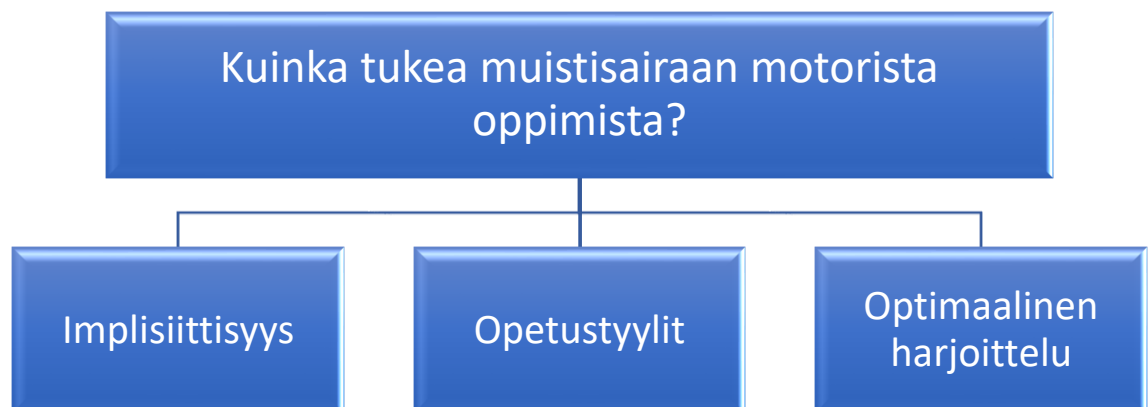 Kuinka tukea muistisairaan motorista
oppimista?
Implisiittisyys
Opetustyylit
Optimaalinen
harjoittelu